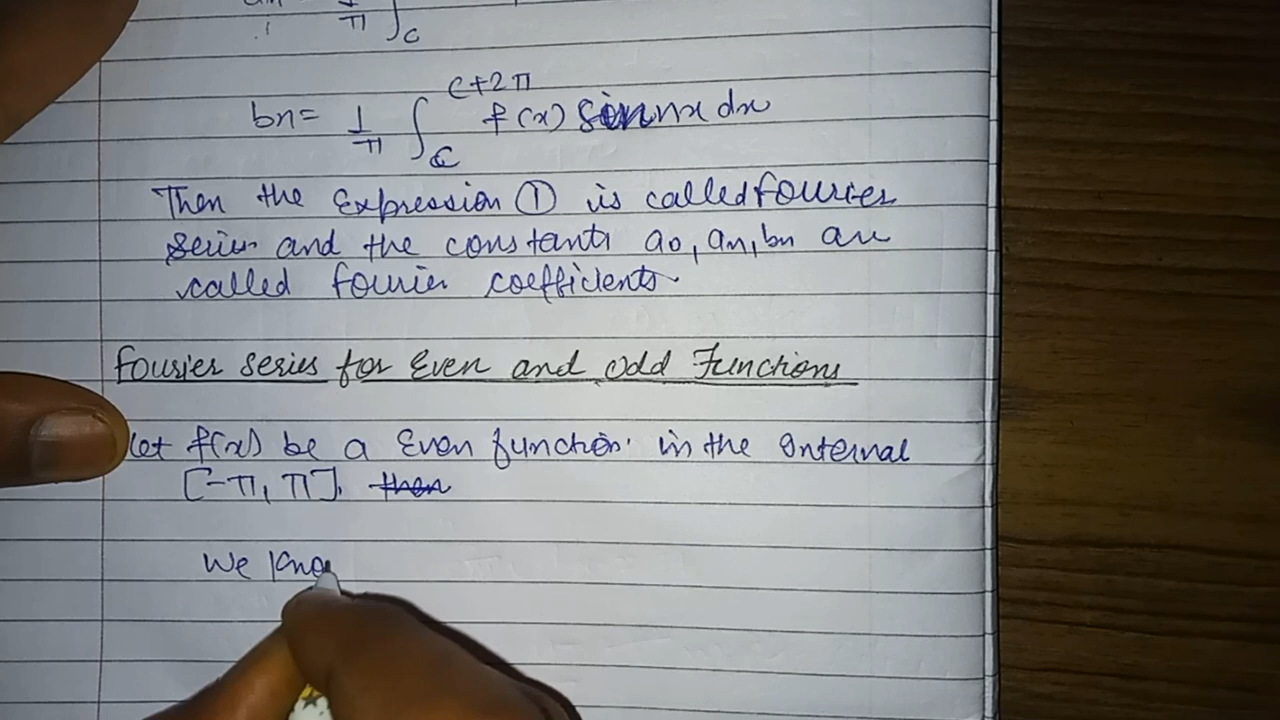 1/π ∫c
bn = 1/π ∫c^c+2π f(x) sin nx dx
Then the Expression ① is called fourier
series and the constants a0, an, bn are
called fourier coefficients.
Fourier series for Even and odd Functions
Let f(x) be a Even function in the Interval
[-π, π]. then
We Kno